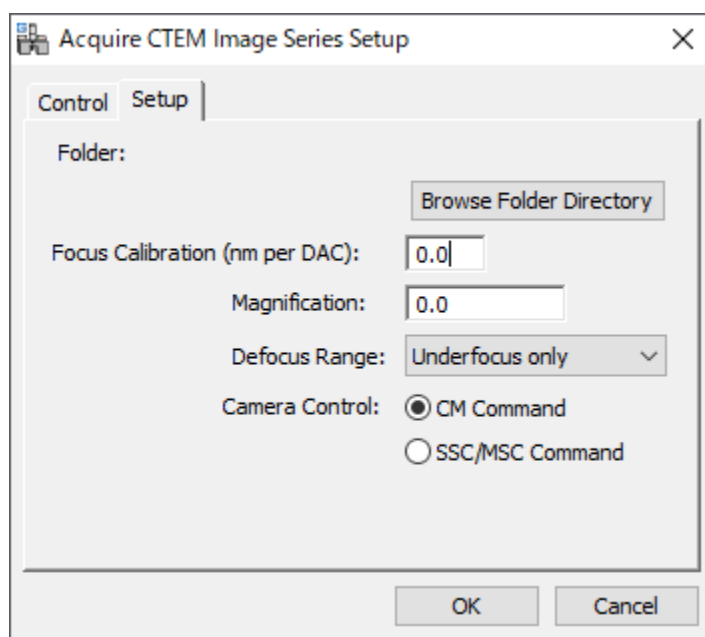 Acquire CTEM Image Series Setup
Control Setup
Folder:
Browse Folder Directory
Focus Calibration (nm per DAC): 0.0
Magnification: 0.0
Defocus Range: Underfocus only
Camera Control: CM Command
SSC/MSC Command
OK Cancel